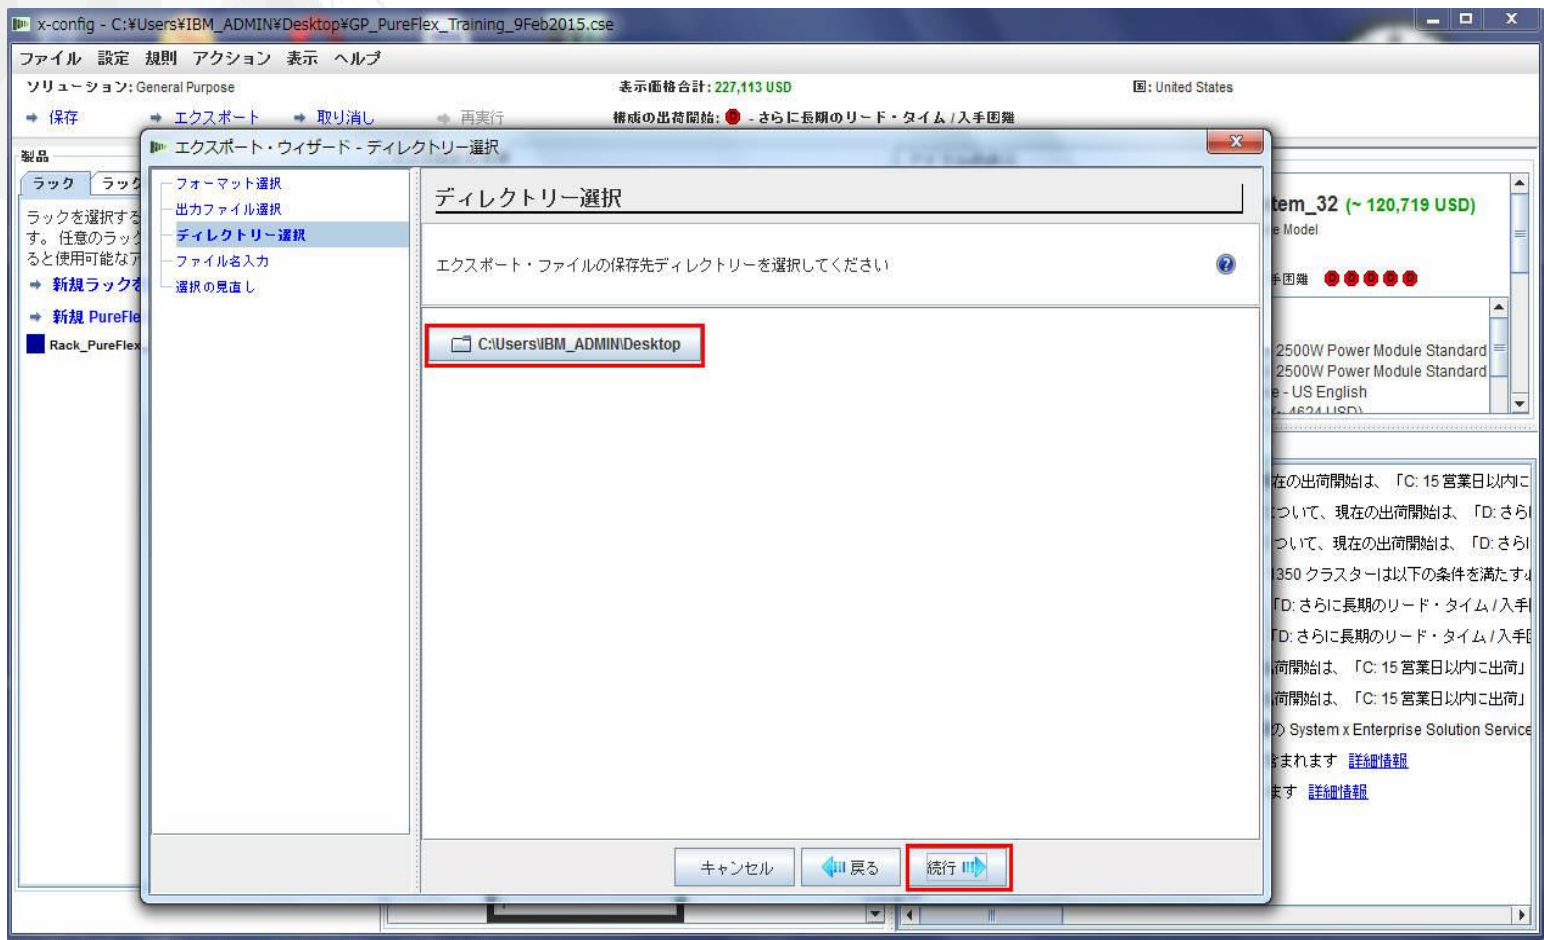 x-config - C:¥Users¥IBM_ADMIN¥Desktop¥GP_PureFlex_Training_9Feb2015.cse
ファイル 設定 規則 アクション 表示 ヘルプ
ソリューション: General Purpose
表示価格合計: 227,113 USD
国: United States
保存
エクスポート
取り消し
再実行
構成の出荷開始: D - さらに長期のリード・タイム / 入手困難
製品
ラック
ラック
ラックを選択する
す。 任意のラック
ると使用可能なア
新規ラックを
新規 PureFle
Rack_PureFlex
エクスポート・ウィザード - ディレクトリー選択
フォーマット選択
出力ファイル選択
ディレクトリー選択
ファイル名入力
選択の見直し
ディレクトリー選択
エクスポート・ファイルの保存先ディレクトリーを選択してください
C:\Users\IBM_ADMIN\Desktop
キャンセル
戻る
続行
tem_32 (~ 120,719 USD)
e Model
手困難 D D D D D
2500W Power Module Standard
2500W Power Module Standard
e - US English
(~ 4624 USD)
在の出荷開始は、 「C: 15 営業日以内に
ついて、現在の出荷開始は、 「D: さら
ついて、現在の出荷開始は、 「D: さら
1350 クラスターは以下の条件を満たす
「D: さらに長期のリード・タイム / 入手
「D: さらに長期のリード・タイム / 入手
荷開始は、 「C: 15 営業日以内に出荷」
荷開始は、 「C: 15 営業日以内に出荷」
の System x Enterprise Solution Service
含まれます 詳細情報
ます 詳細情報